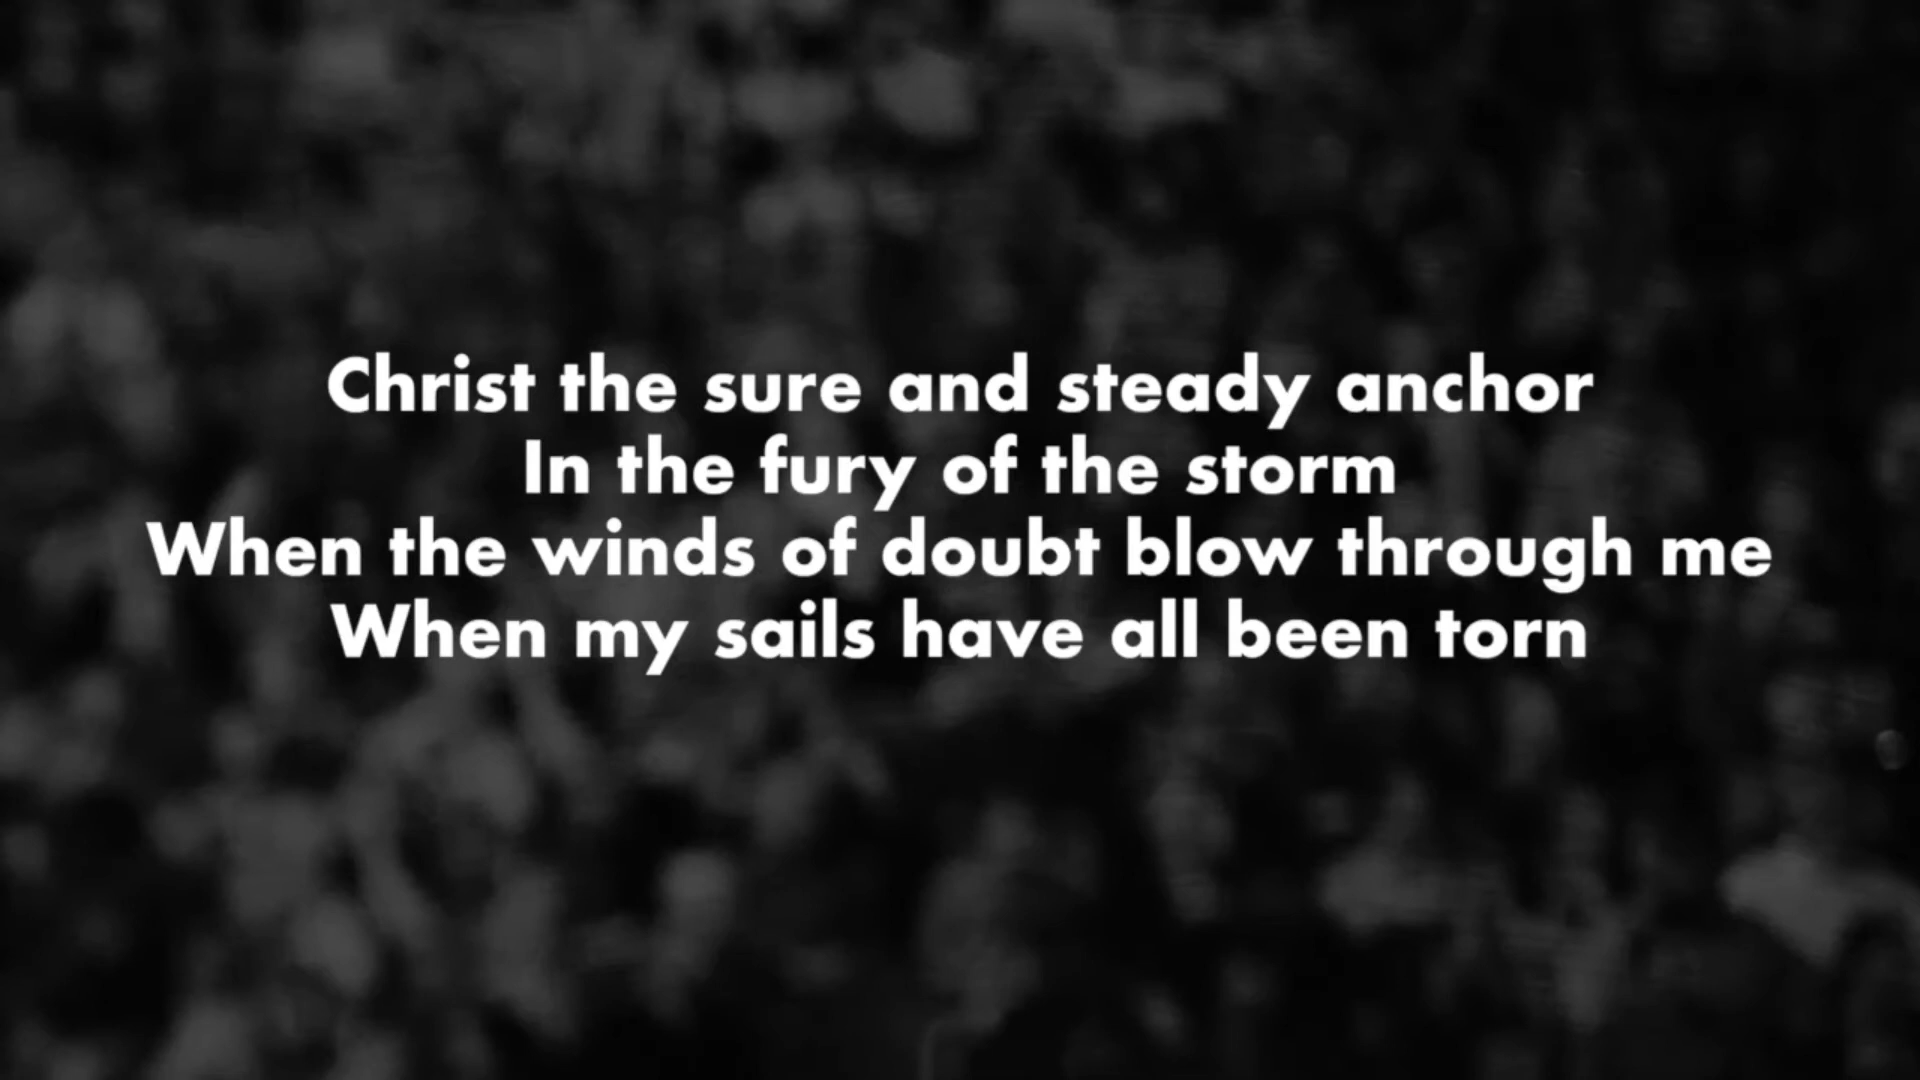 Christ the sure and steady anchor
In the fury of the storm
When the winds of doubt blow through me
When my sails have all been torn